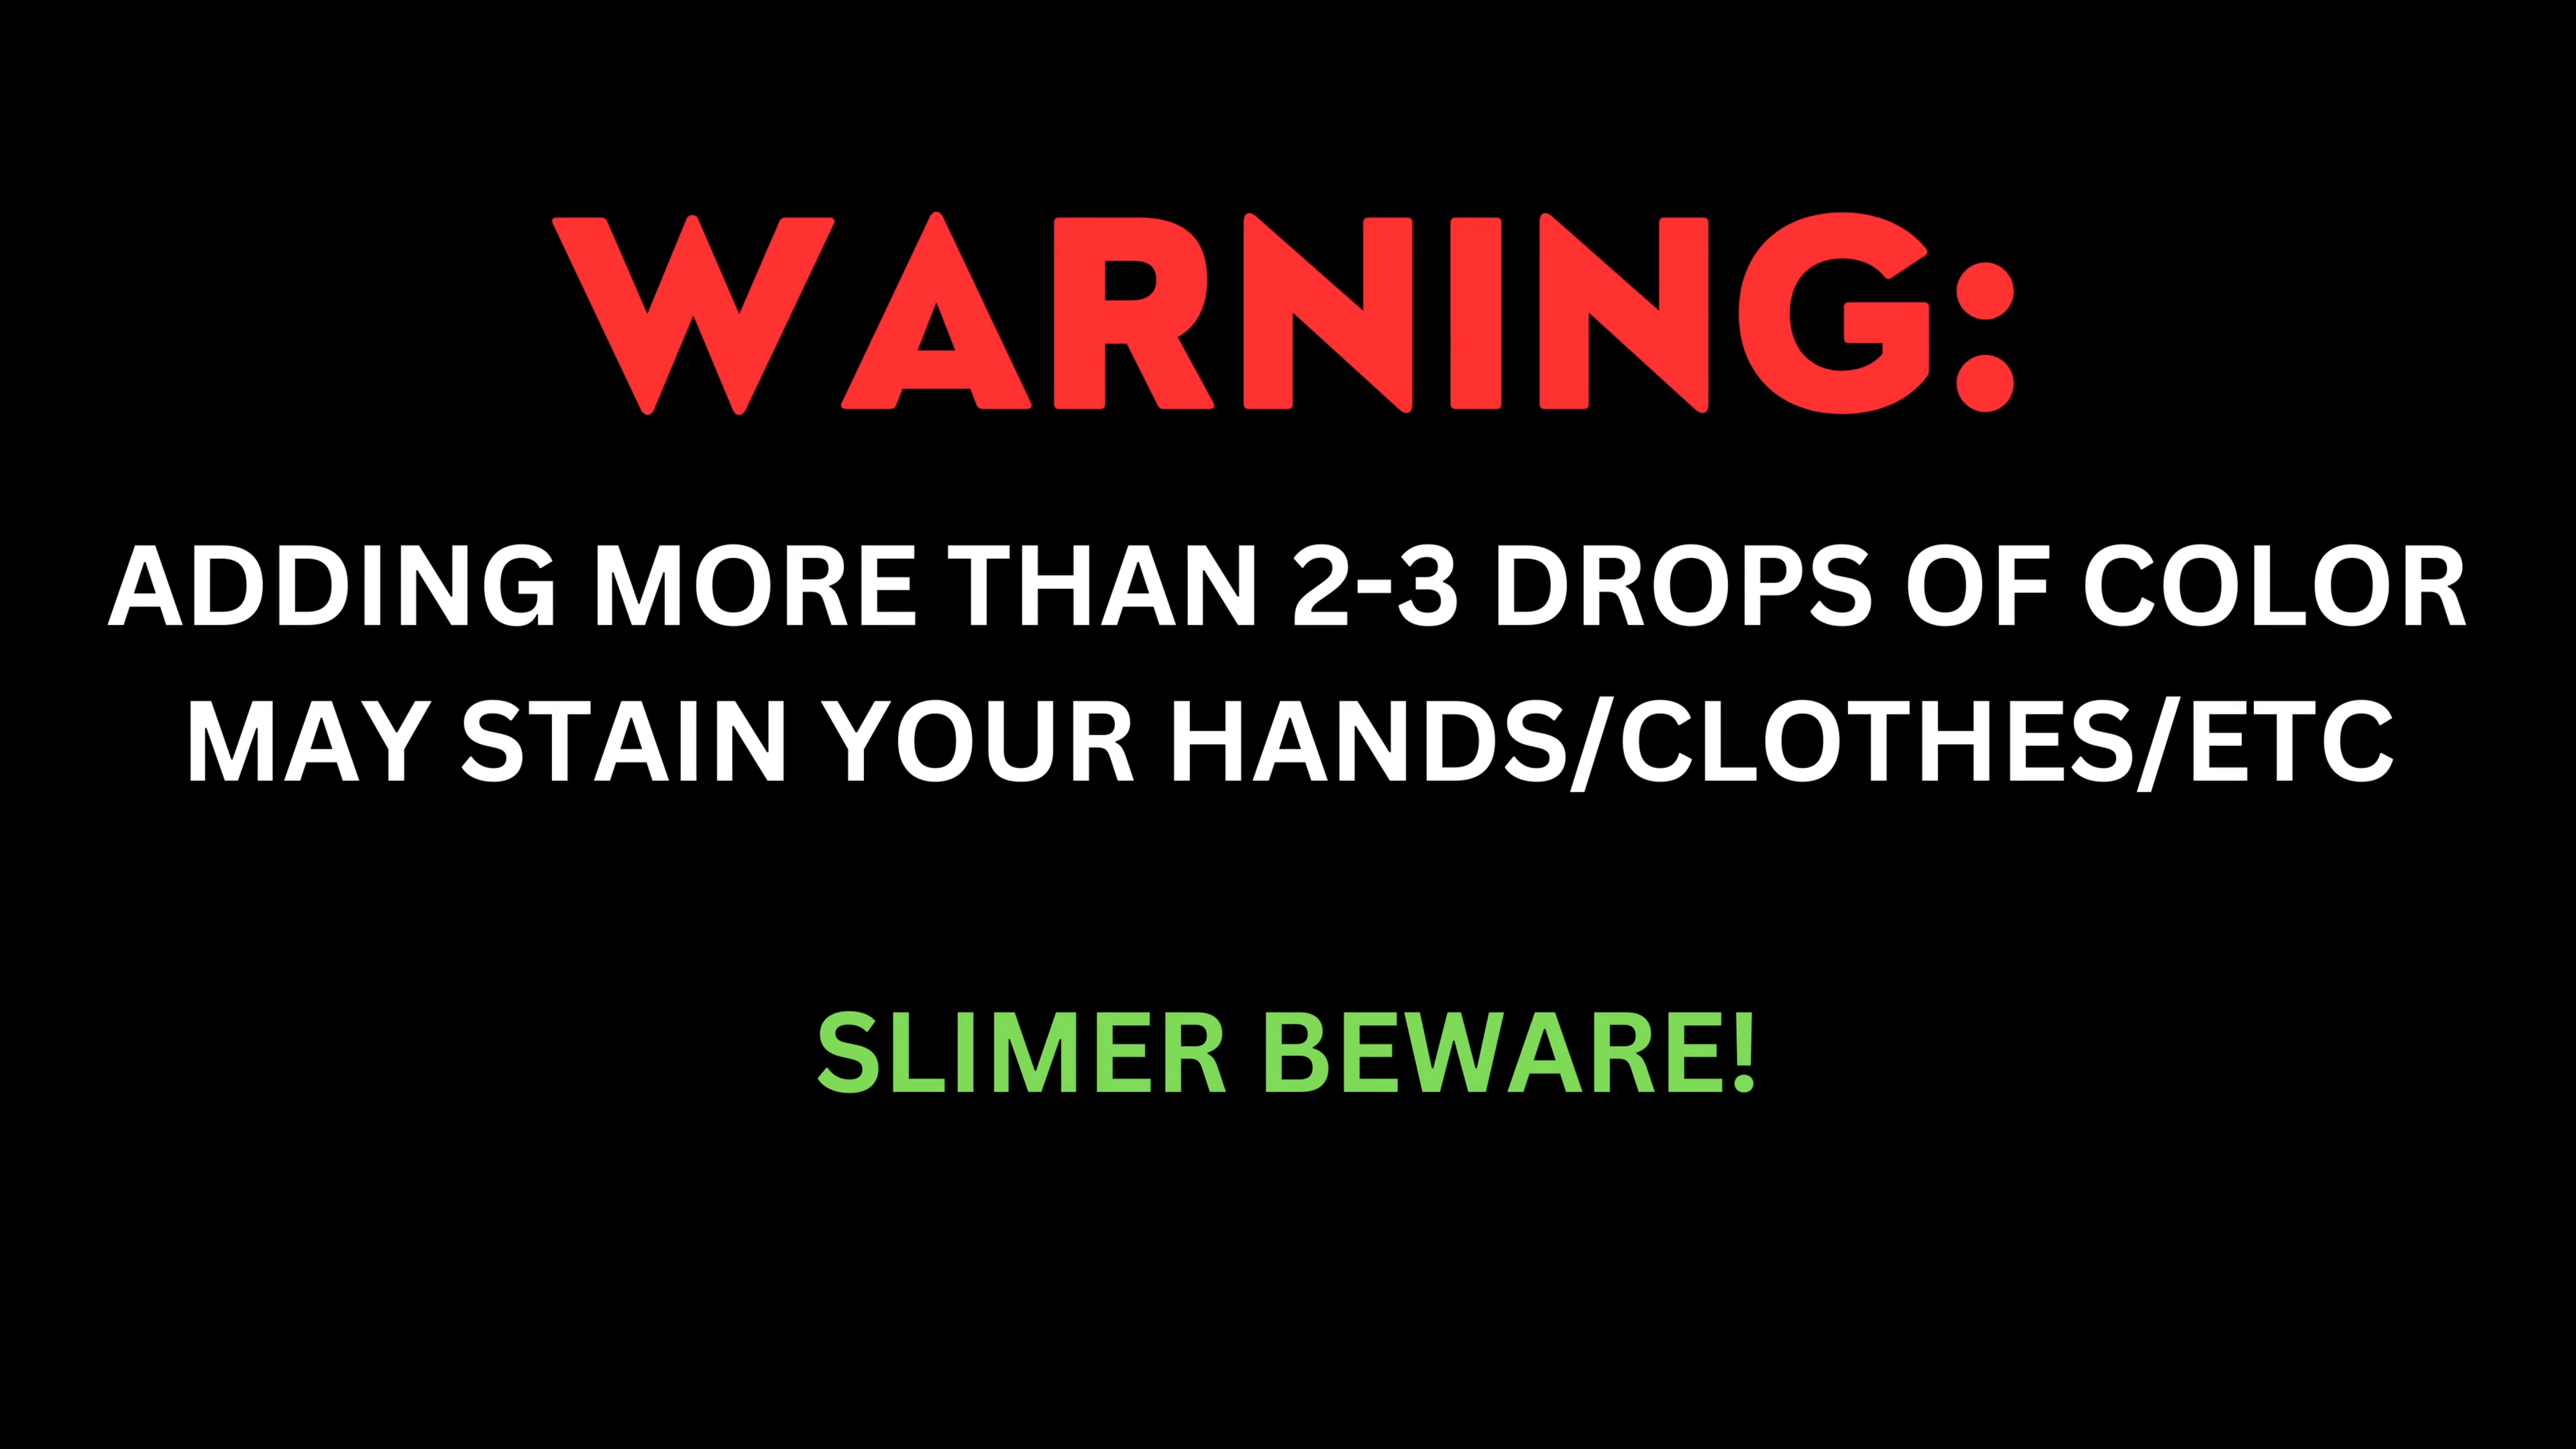 WARNING:
ADDING MORE THAN 2-3 DROPS OF COLOR
MAY STAIN YOUR HANDS/CLOTHES/ETC
SLIMER BEWARE!